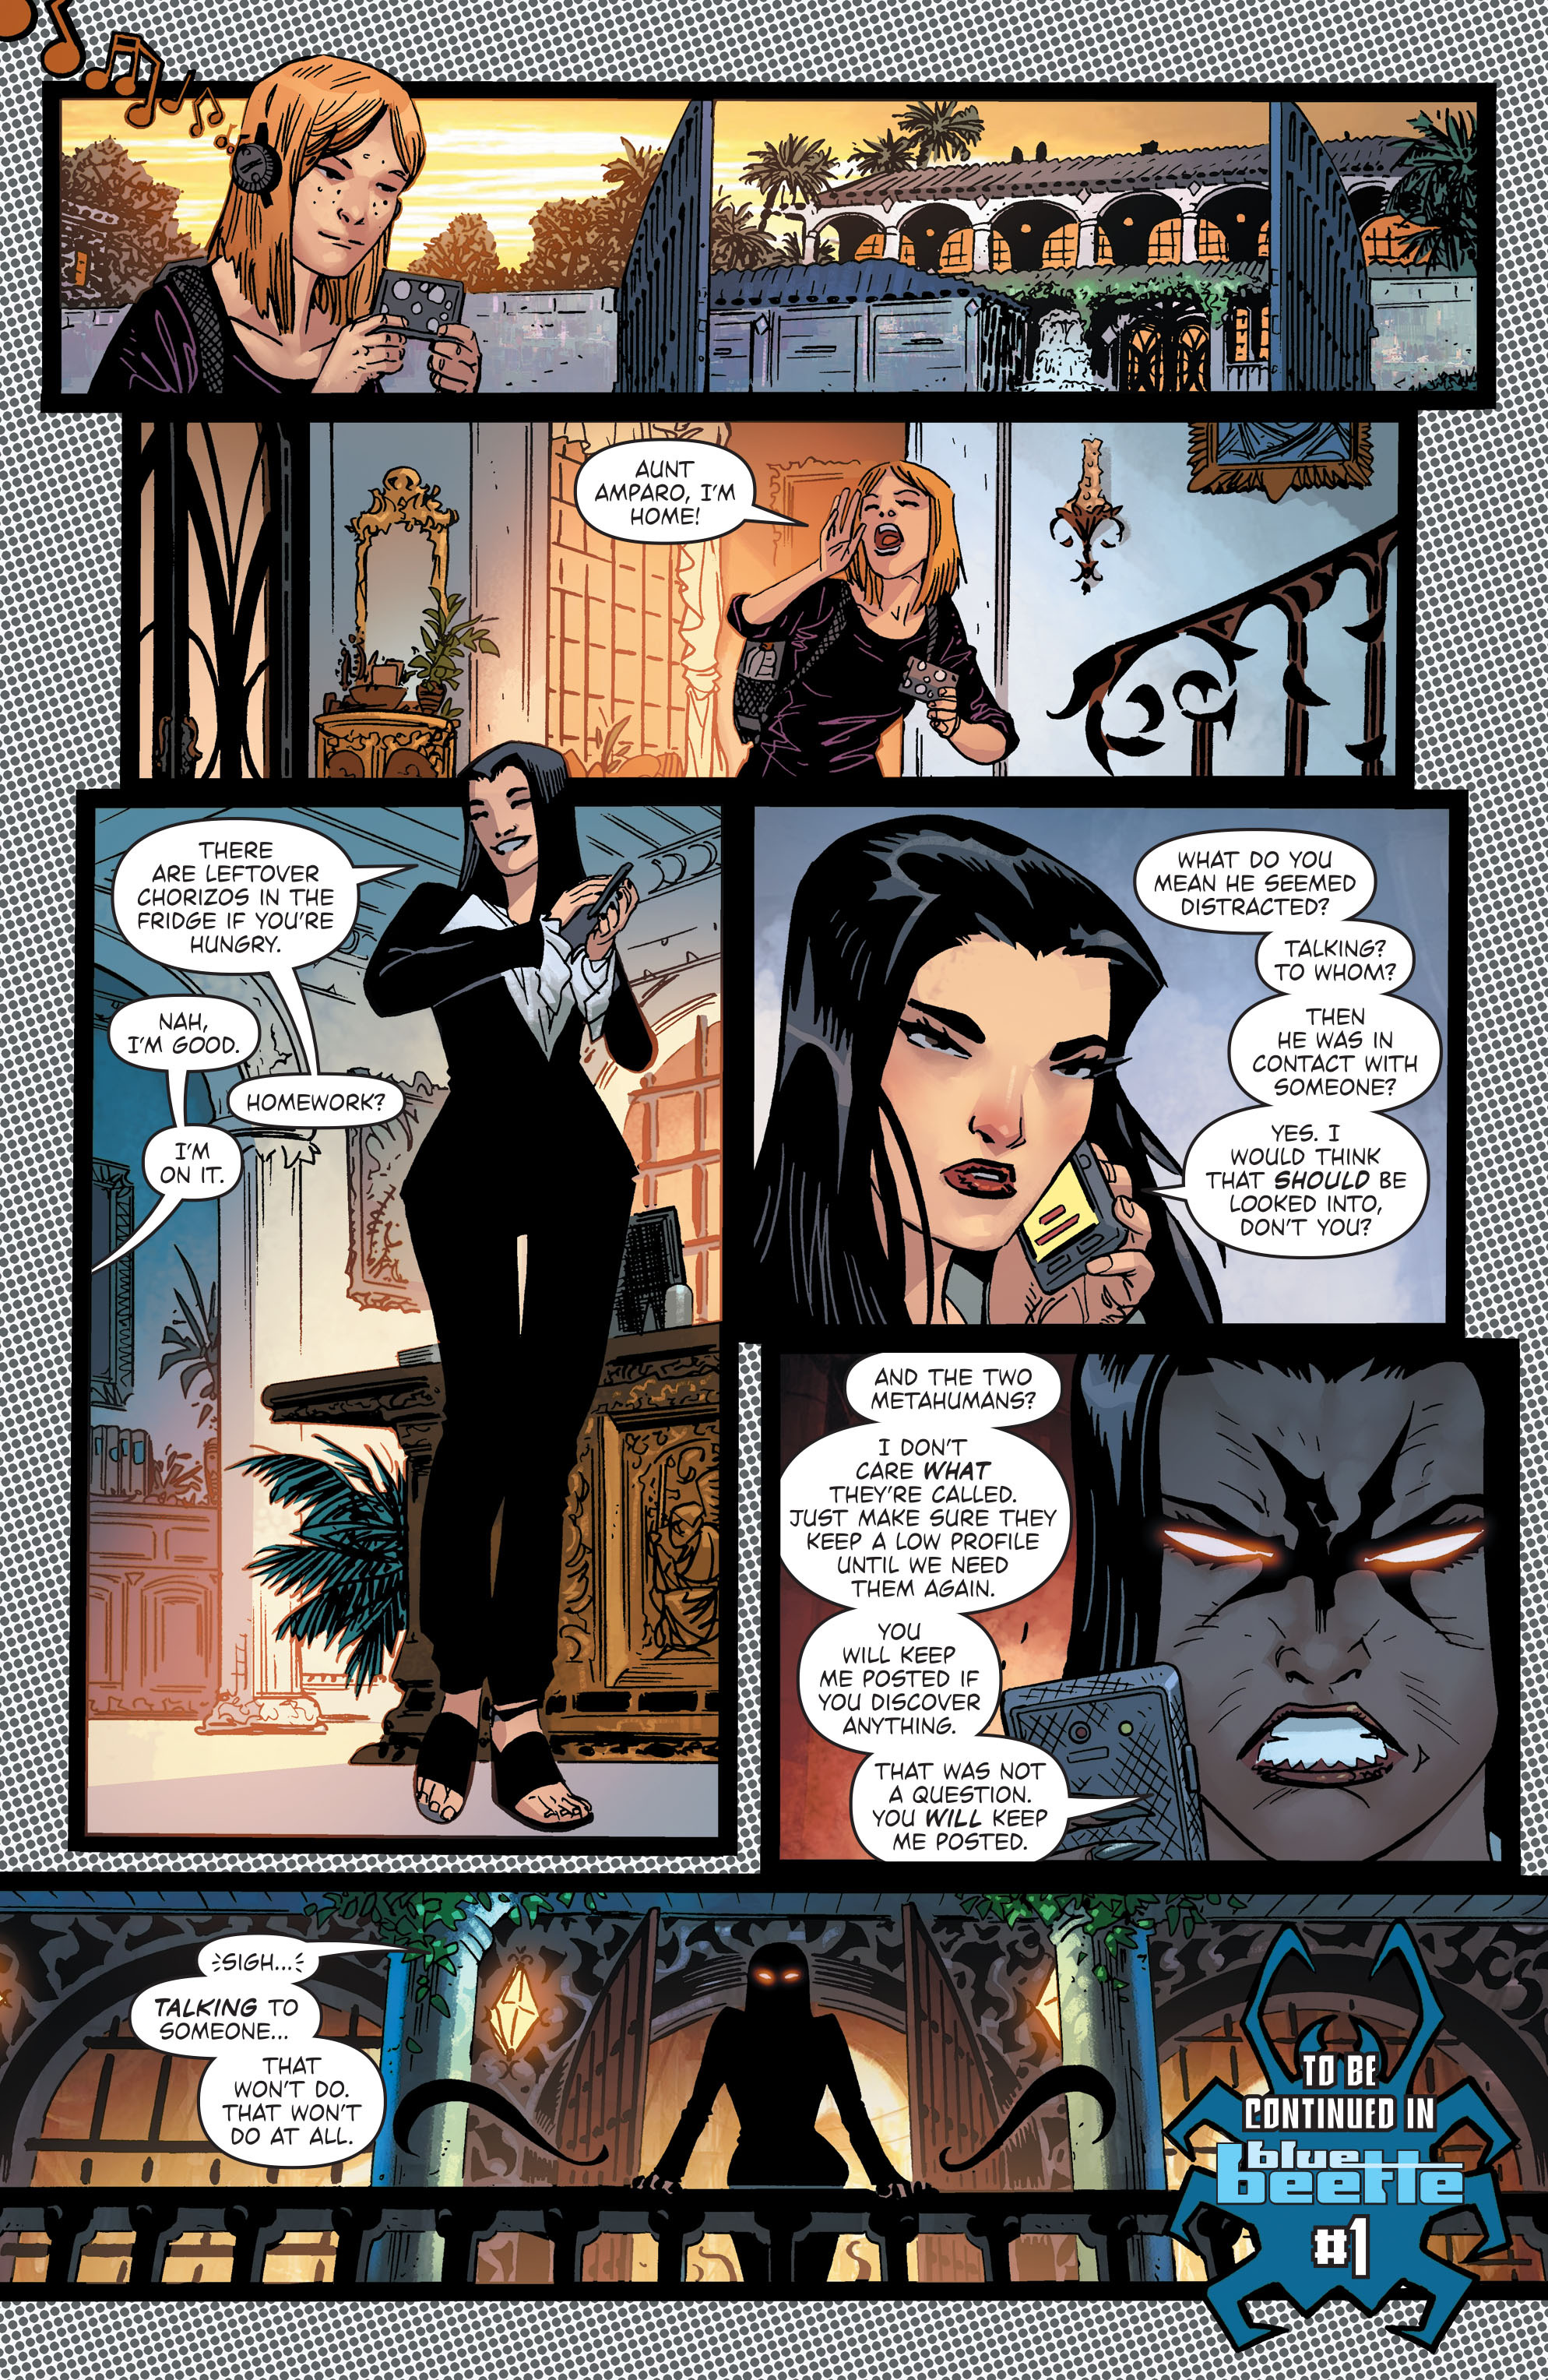 AUNT
AMPARO, I'M
HOME!
THERE
ARE LEFTOVER
CHORIZOS IN THE
FRIDGE IF YOU'RE
HUNGRY.
NAH,
I'M GOOD.
HOMEWORK?
I'M
ON IT.
WHAT DO YOU
MEAN HE SEEMED
DISTRACTED?
TALKING?
TO WHOM?
THEN
HE WAS IN
CONTACT WITH
SOMEONE?
YES. I
WOULD THINK
THAT SHOULD BE
LOOKED INTO,
DON'T YOU?
AND THE TWO
METAHUMANS?
I DON'T
CARE WHAT
THEY'RE CALLED.
JUST MAKE SURE THEY
KEEP A LOW PROFILE
UNTIL WE NEED
THEM AGAIN.
YOU
WILL KEEP
ME POSTED IF
YOU DISCOVER
ANYTHING.
THAT WAS NOT
A QUESTION.
YOU WILL KEEP
ME POSTED.
SIGH...
TALKING TO
SOMEONE...
THAT
WON'T DO.
THAT WON'T
DO AT ALL.
TO BE
CONTINUED IN
blue
beetle
#1